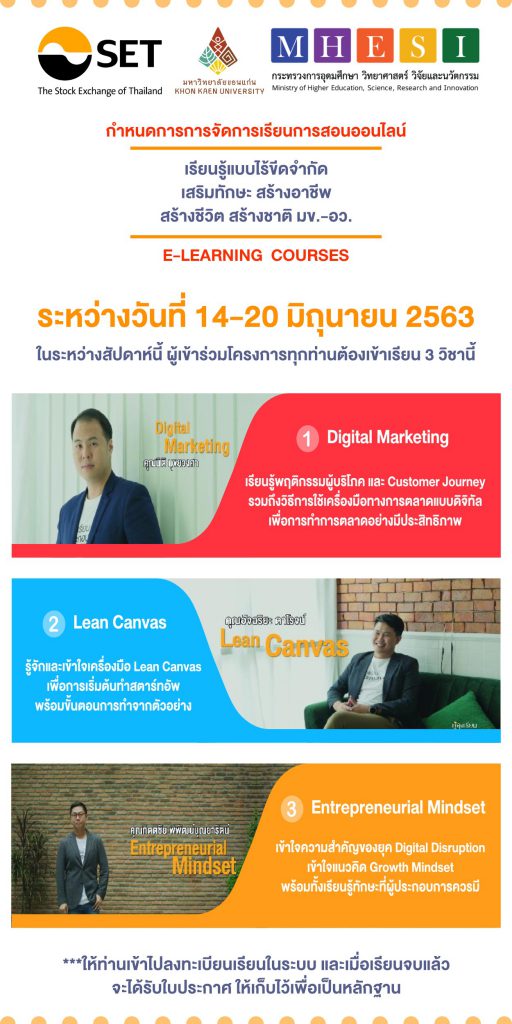 SET
The Stock Exchange of Thailand
มหาวิทยาลัยขอนแก่น
KHON KAEN UNIVERSITY
MHESI
กระทรวงการอุดมศึกษา วิทยาศาสตร์ วิจัยและนวัตกรรม
Ministry of Higher Education, Science, Research and Innovation
กำหนดการการจัดการเรียนการสอนออนไลน์
เรียนรู้แบบไร้ขีดจำกัด
เสริมทักษะ สร้างอาชีพ
สร้างชีวิต สร้างชาติ มข.-อว.
E-LEARNING COURSES
ระหว่างวันที่ 14-20 มิถุนายน 2563
ในระหว่างสัปดาห์นี้ ผู้เข้าร่วมโครงการทุกท่านต้องเข้าเรียน 3 วิชานี้
Digital
Marketing
1 Digital Marketing
เรียนรู้พฤติกรรมผู้บริโภค และ Customer Journey
รวมถึงวิธีการใช้เครื่องมือทางการตลาดแบบดิจิทัล
เพื่อการทำการตลาดอย่างมีประสิทธิภาพ
2 Lean Canvas
รู้จักและเข้าใจเครื่องมือ Lean Canvas
เพื่อการเริ่มต้นทำสตาร์ทอัพ
พร้อมขั้นตอนการทำจากตัวอย่าง
คุณอัจฉริยะ ดาโรจน์
Lean Canvas
Entrepreneurial
Mindset
3 Entrepreneurial Mindset
เข้าใจความสำคัญของยุค Digital Disruption
เข้าใจแนวคิด Growth Mindset
พร้อมทั้งเรียนรู้ทักษะที่ผู้ประกอบการควรมี
***ให้ท่านเข้าไปลงทะเบียนเรียนในระบบ และเมื่อเรียนจบแล้ว
จะได้รับใบประกาศ ให้เก็บไว้เพื่อเป็นหลักฐาน